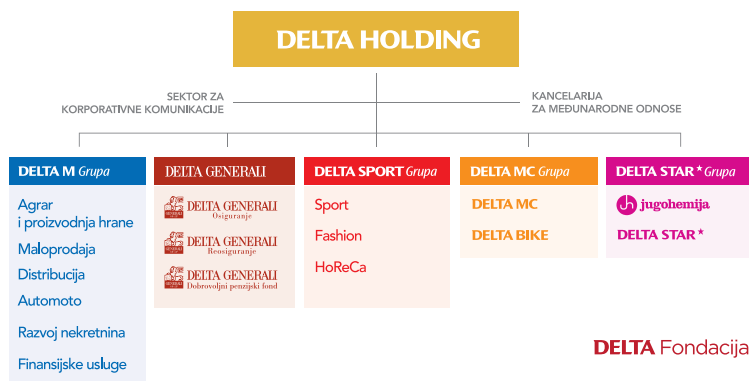 DELTA HOLDING
SEKTOR ZA
KORPORATIVNE KOMUNIKACIJE
KANCELARIJA
ZA MEĐUNARODNE ODNOSE
DELTA M Grupa
Agrar
i proizvodnja hrane
Maloprodaja
Distribucija
Automoto
Razvoj nekretnina
Finansijske usluge
DELTA GENERALI
DELTA GENERALI
Osiguranje
DELTA GENERALI
Reosiguranje
DELTA GENERALI
Dobrovoljni penzijski fond
DELTA SPORT Grupa
Sport
Fashion
HoReCa
DELTA MC Grupa
DELTA MC
DELTA BIKE
DELTA STAR* Grupa
jugohemija
DELTA STAR*
DELTA Fondacija